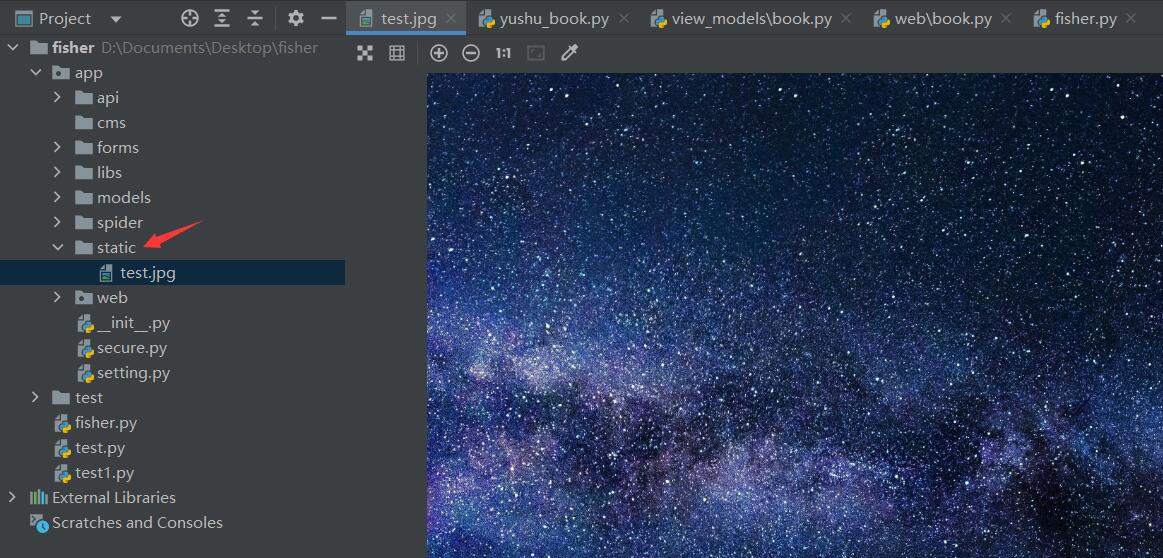 Project
test.jpg
yushu_book.py
view_models\book.py
web\book.py
fisher.py
1:1
fisher D:\Documents\Desktop\fisher
app
api
cms
forms
libs
models
spider
static
test.jpg
web
__init__.py
secure.py
setting.py
test
fisher.py
test.py
test1.py
External Libraries
Scratches and Consoles